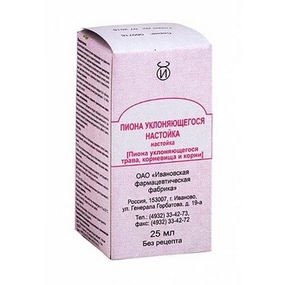 И
ПИОНА УКЛОНЯЮЩЕГОСЯ
НАСТОЙКА
настойка
[Пиона уклоняющегося
трава, корневища и корни]
ОАО «Ивановская
фармацевтическая
фабрика»
Россия, 153007, г. Иваново,
ул. Генерала Горбатова, д. 19-а
Тел.: (4932) 33-42-73,
факс: (4932) 33-42-72
25 мл
Без рецепта